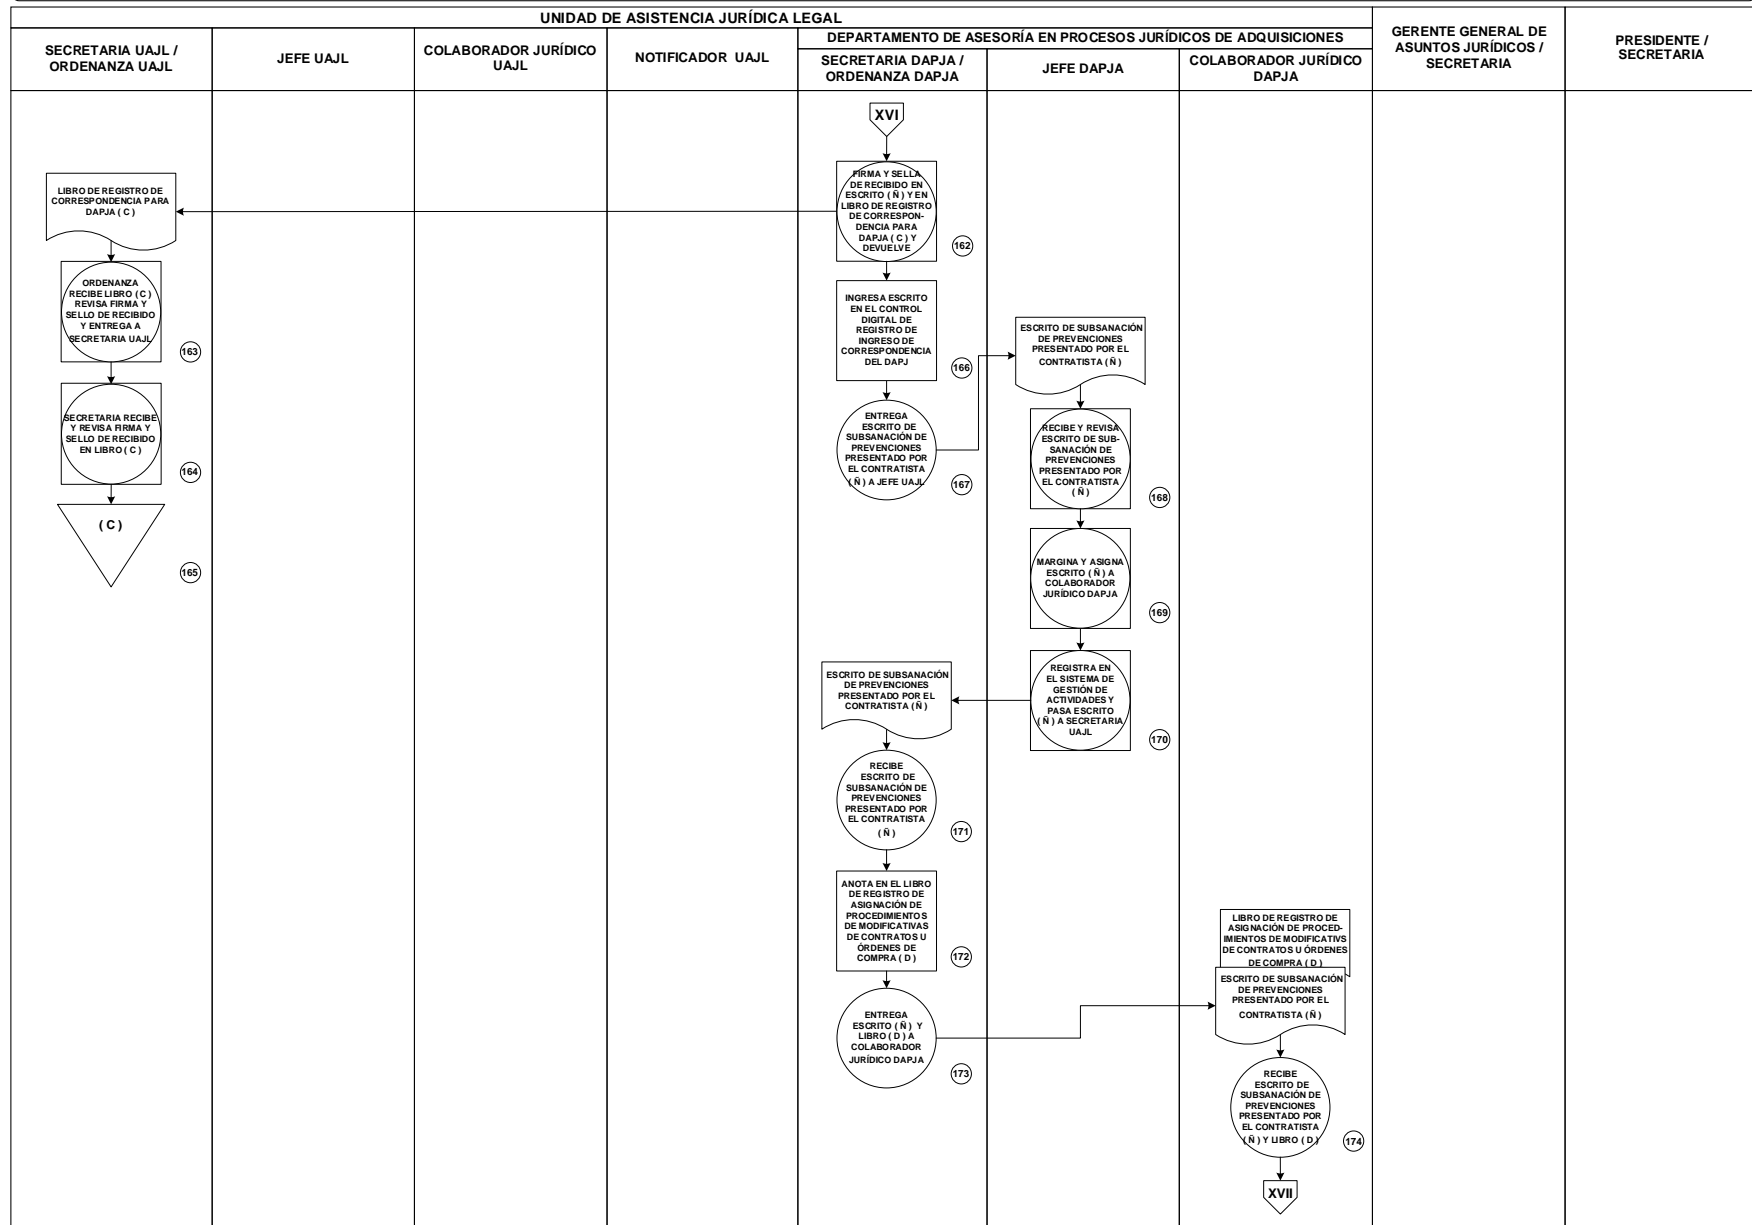 UNIDAD DE ASISTENCIA JURÍDICA LEGAL
SECRETARIA UAJL /
ORDENANZA UAJL
JEFE UAJL
COLABORADOR JURÍDICO
UAJL
NOTIFICADOR UAJL
DEPARTAMENTO DE ASESORÍA EN PROCESOS JURÍDICOS DE ADQUISICIONES
SECRETARIA DAPJA /
ORDENANZA DAPJA
JEFE DAPJA
COLABORADOR JURÍDICO
DAPJA
GERENTE GENERAL DE
ASUNTOS JURÍDICOS /
SECRETARIA
PRESIDENTE /
SECRETARIA
XVI
FIRMA Y SELLA
DE RECIBIDO EN
ESCRITO ( Ñ ) Y EN
LIBRO DE REGISTRO
DE CORRESPON-
DENCIA PARA
DAPJA ( C ) Y
DEVUELVE
162
LIBRO DE REGISTRO DE
CORRESPONDENCIA PARA
DAPJA ( C )
ORDENANZA
RECIBE LIBRO ( C )
REVISA FIRMA Y
SELLO DE RECIBIDO
Y ENTREGA A
SECRETARIA UAJL
163
SECRETARIA RECIBE
Y REVISA FIRMA Y
SELLO DE RECIBIDO
EN LIBRO ( C )
164
( C )
165
INGRESA ESCRITO
EN EL CONTROL
DIGITAL DE
REGISTRO DE
INGRESO DE
CORRESPONDENCIA
DEL DAPJ
166
ENTREGA
ESCRITO DE
SUBSANACIÓN DE
PREVENCIONES
PRESENTADO POR
EL CONTRATISTA
( Ñ ) A JEFE UAJL
167
ESCRITO DE SUBSANACIÓN
DE PREVENCIONES
PRESENTADO POR EL
CONTRATISTA ( Ñ )
RECIBE Y REVISA
ESCRITO DE SUB-
SANACIÓN DE
PREVENCIONES
PRESENTADO POR
EL CONTRATISTA
( Ñ )
168
MARGINA Y ASIGNA
ESCRITO ( Ñ ) A
COLABORADOR
JURÍDICO DAPJA
169
REGISTRA EN
EL SISTEMA DE
GESTIÓN DE
ACTIVIDADES Y
PASA ESCRITO
( Ñ ) A SECRETARIA
UAJL
170
ESCRITO DE SUBSANACIÓN
DE PREVENCIONES
PRESENTADO POR EL
CONTRATISTA ( Ñ )
RECIBE
ESCRITO DE
SUBSANACIÓN DE
PREVENCIONES
PRESENTADO POR
EL CONTRATISTA
( Ñ )
171
ANOTA EN EL LIBRO
DE REGISTRO DE
ASIGNACIÓN DE
PROCEDIMIENTOS
DE MODIFICATIVAS
DE CONTRATOS U
ÓRDENES DE
COMPRA ( D )
172
ENTREGA
ESCRITO ( Ñ ) Y
LIBRO ( D ) A
COLABORADOR
JURÍDICO DAPJA
173
LIBRO DE REGISTRO DE
ASIGNACIÓN DE PROCED-
IMIENTOS DE MODIFICATIVS
DE CONTRATOS U ÓRDENES
DE COMPRA ( D )
ESCRITO DE SUBSANACIÓN
DE PREVENCIONES
PRESENTADO POR EL
CONTRATISTA ( Ñ )
RECIBE
ESCRITO DE
SUBSANACIÓN DE
PREVENCIONES
PRESENTADO POR
EL CONTRATISTA
( Ñ ) Y LIBRO ( D )
174
XVII